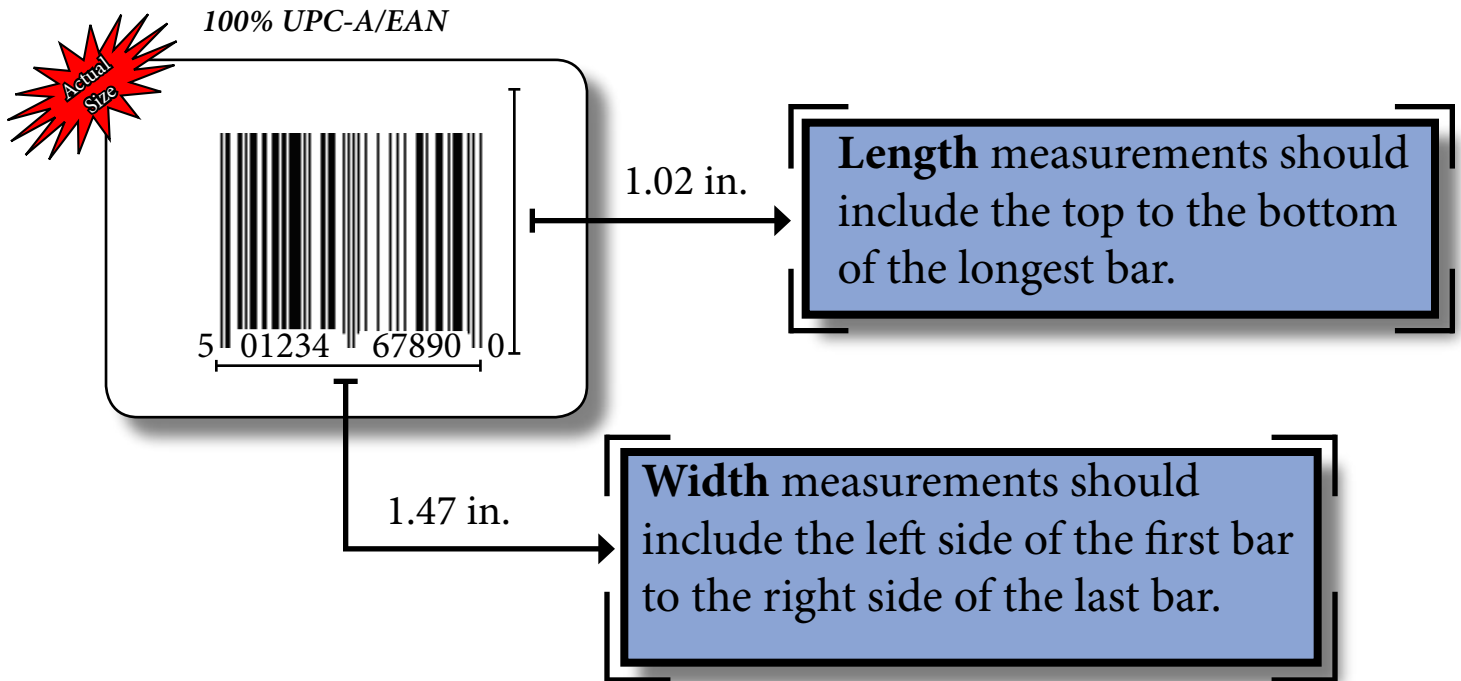 100% UPC-A/EAN
Actual
Size
1.02 in.
Length measurements should
include the top to the bottom
of the longest bar.
5 01234 67890 0
1.47 in.
Width measurements should
include the left side of the first bar
to the right side of the last bar.